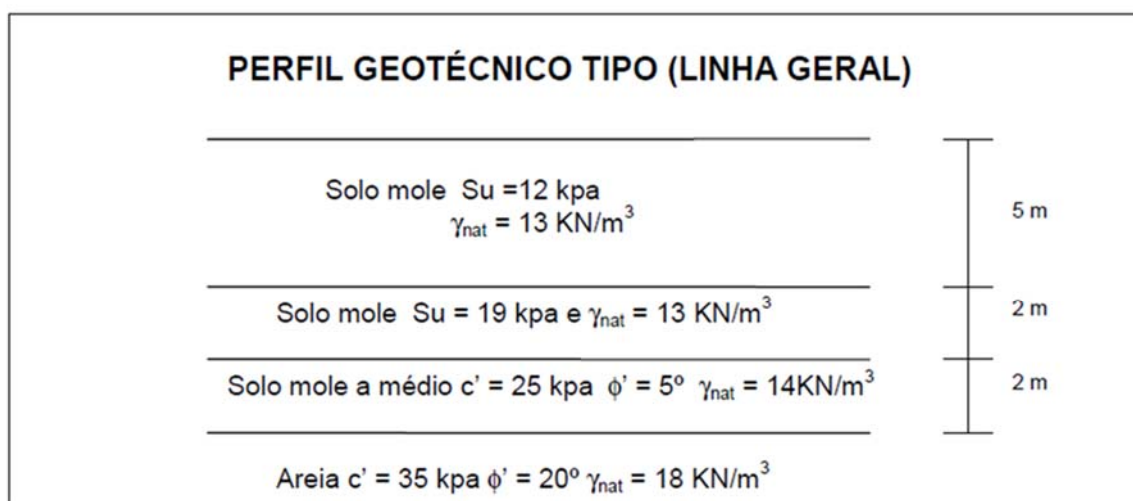 PERFIL GEOTÉCNICO TIPO (LINHA GERAL)
Solo mole Su =12 kpa
γnat = 13 KN/m³
5 m
Solo mole Su = 19 kpa e γnat = 13 KN/m³
2 m
Solo mole a médio c' = 25 kpa ϕ' = 5º γnat = 14KN/m³
2 m
Areia c' = 35 kpa ϕ' = 20º γnat = 18 KN/m³